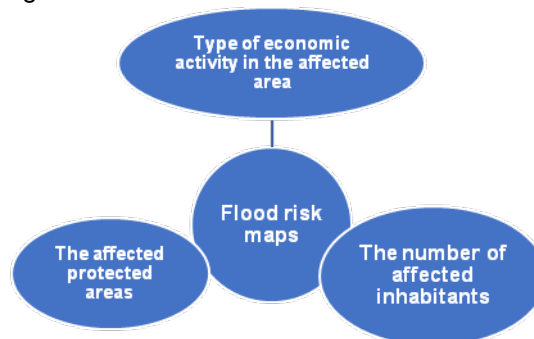 Type of economic
activity in the affected
area
Flood risk
maps
The affected
protected
areas
The number of
affected
inhabitants